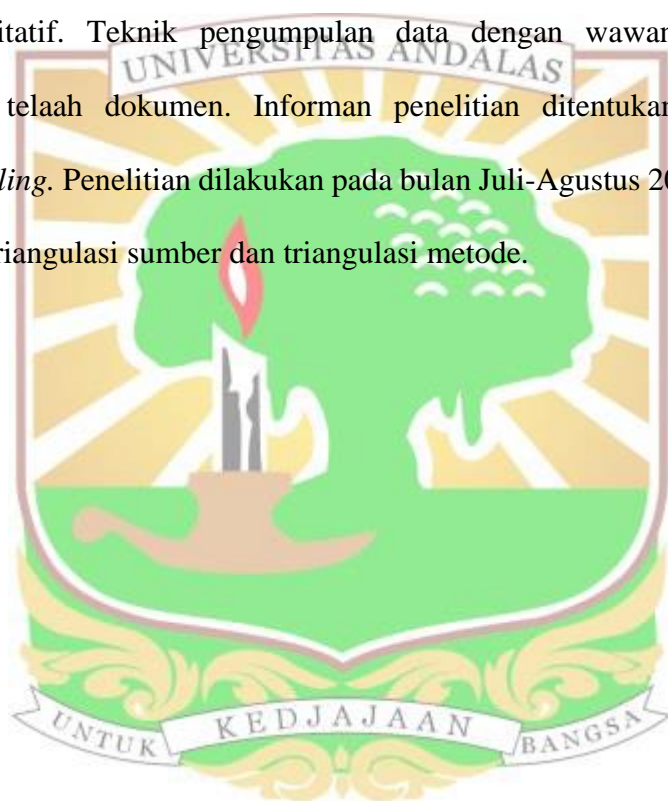 itatif. Teknik pengumpulan data dengan wawan
UNIVERSITAS ANDALAS
telaah dokumen. Informan penelitian ditentukan
ling. Penelitian dilakukan pada bulan Juli-Agustus 20
riangulasi sumber dan triangulasi metode.
UNTUK KEDJAJAAN BANGSA